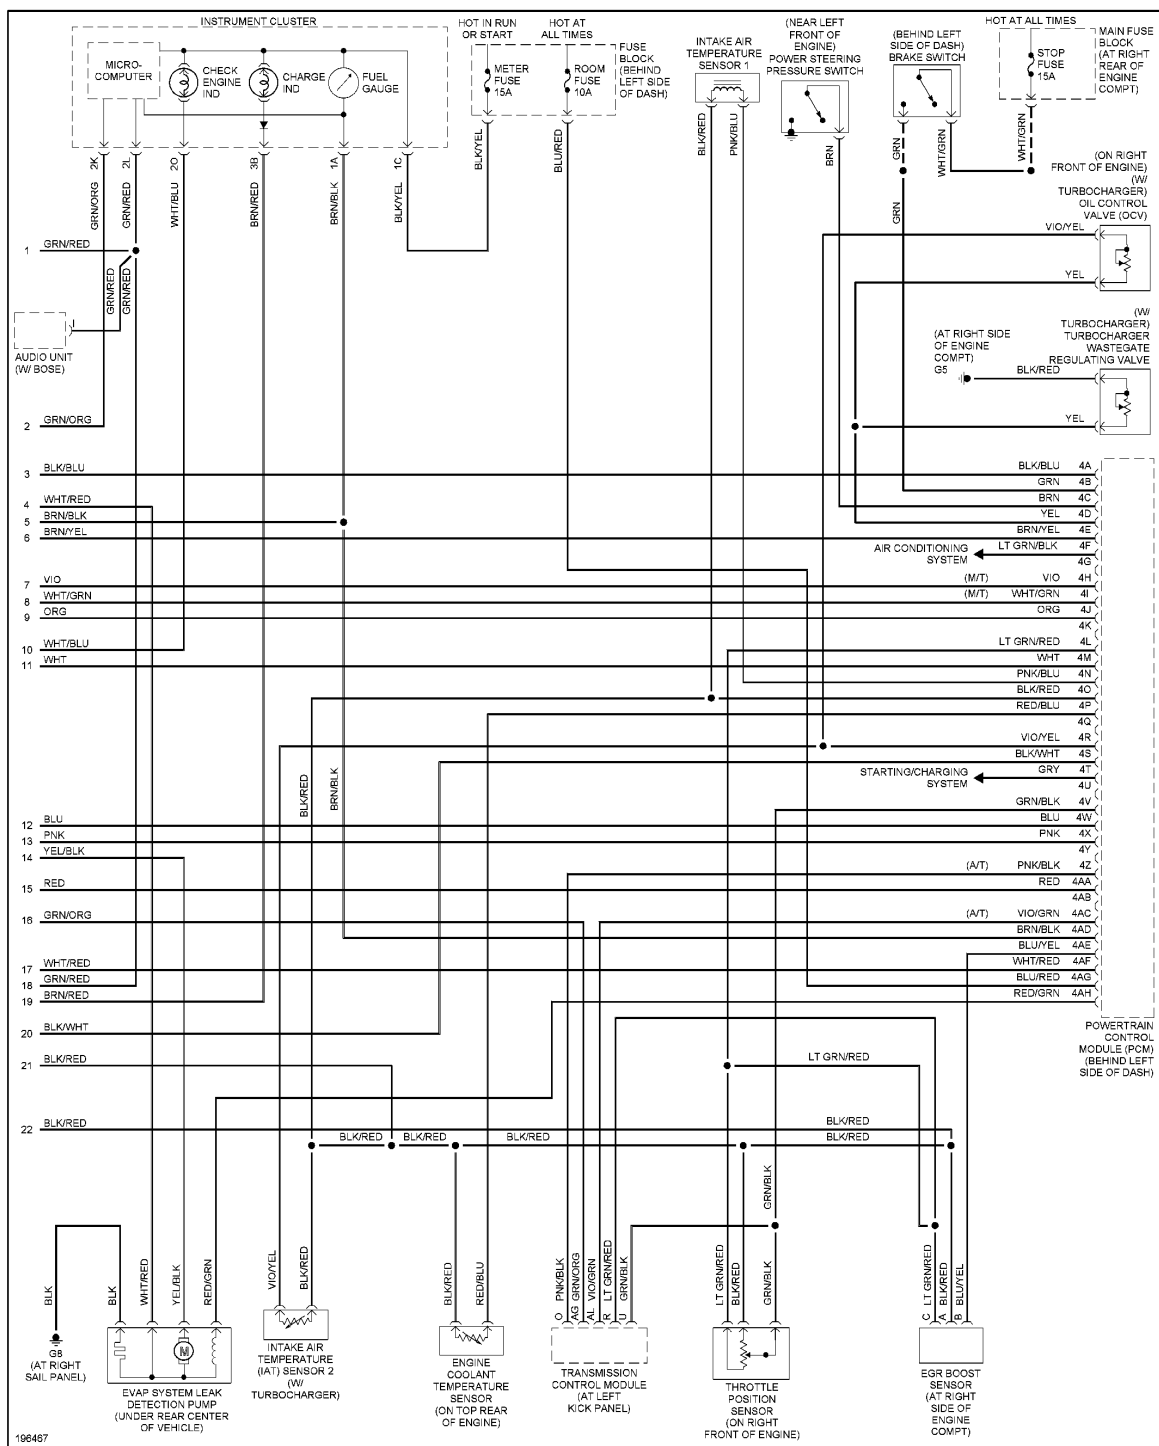 INSTRUMENT CLUSTER
MICRO-
COMPUTER
CHECK
ENGINE
IND
CHARGE
IND
FUEL
GAUGE
HOT IN RUN
OR START
METER
FUSE
15A
HOT AT
ALL TIMES
ROOM
FUSE
10A
FUSE
BLOCK
(BEHIND
LEFT SIDE
OF DASH)
INTAKE AIR
TEMPERATURE
SENSOR 1
(NEAR LEFT
FRONT OF
ENGINE)
POWER STEERING
PRESSURE SWITCH
(BEHIND LEFT
SIDE OF DASH)
BRAKE SWITCH
HOT AT ALL TIMES
STOP
FUSE
15A
MAIN FUSE
BLOCK
(AT RIGHT
REAR OF
ENGINE
COMPT)
2K
2L
2O
3B
1A
1C
GRN/ORG
GRN/RED
WHT/BLU
BRN/RED
BRN/BLK
BLK/YEL
BLK/YEL
BLU/RED
BLK/RED
PNK/BLU
BRN
GRN
WHT/GRN
WHT/GRN
GRN
(ON RIGHT
FRONT OF ENGINE)
(W/
TURBOCHARGER)
OIL CONTROL
VALVE (OCV)
VIO/YEL
YEL
1 GRN/RED
GRN/RED
GRN/RED
AUDIO UNIT
(W/ BOSE)
I
(W/
TURBOCHARGER)
TURBOCHARGER
WASTEGATE
REGULATING VALVE
(AT RIGHT SIDE
OF ENGINE
COMPT)
G5
BLK/RED
YEL
2 GRN/ORG
3 BLK/BLU
4 WHT/RED
5 BRN/BLK
6 BRN/YEL
7 VIO
8 WHT/GRN
9 ORG
10 WHT/BLU
11 WHT
12 BLU
13 PNK
14 YEL/BLK
15 RED
16 GRN/ORG
17 WHT/RED
18 GRN/RED
19 BRN/RED
20 BLK/WHT
21 BLK/RED
22 BLK/RED
BLK/BLU 4A
GRN 4B
BRN 4C
YEL 4D
BRN/YEL 4E
AIR CONDITIONING
SYSTEM
LT GRN/BLK 4F
4G
(M/T) VIO 4H
(M/T) WHT/GRN 4I
ORG 4J
4K
LT GRN/RED 4L
WHT 4M
PNK/BLU 4N
BLK/RED 4O
RED/BLU 4P
4Q
VIO/YEL 4R
BLK/WHT 4S
STARTING/CHARGING
SYSTEM
GRY 4T
4U
GRN/BLK 4V
BLU 4W
PNK 4X
4Y
(A/T) PNK/BLK 4Z
RED 4AA
4AB
(A/T) VIO/GRN 4AC
BRN/BLK 4AD
BLU/YEL 4AE
WHT/RED 4AF
BLU/RED 4AG
RED/GRN 4AH
POWERTRAIN
CONTROL
MODULE (PCM)
(BEHIND LEFT
SIDE OF DASH)
BLK/RED
BRN/BLK
LT GRN/RED
BLK/RED
BLK/RED
BLK/RED
BLK/RED
BLK/RED
GRN/BLK
BLK
BLK
WHT/RED
YEL/BLK
RED/GRN
VIO/YEL
BLK/RED
BLK/RED
RED/BLU
O PNK/BLK
AG GRN/ORG
AL VIO/GRN
R LT GRN/RED
U GRN/BLK
LT GRN/RED
BLK/RED
GRN/BLK
C LT GRN/RED
A BLK/RED
B BLU/YEL
G8
(AT RIGHT
SAIL PANEL)
M
EVAP SYSTEM LEAK
DETECTION PUMP
(UNDER REAR CENTER
OF VEHICLE)
INTAKE AIR
TEMPERATURE
(IAT) SENSOR 2
(W/
TURBOCHARGER)
ENGINE
COOLANT
TEMPERATURE
SENSOR
(ON TOP REAR
OF ENGINE)
TRANSMISSION
CONTROL MODULE
(AT LEFT
KICK PANEL)
THROTTLE
POSITION
SENSOR
(ON RIGHT
FRONT OF ENGINE)
EGR BOOST
SENSOR
(AT RIGHT
SIDE OF
ENGINE
COMPT)
196467